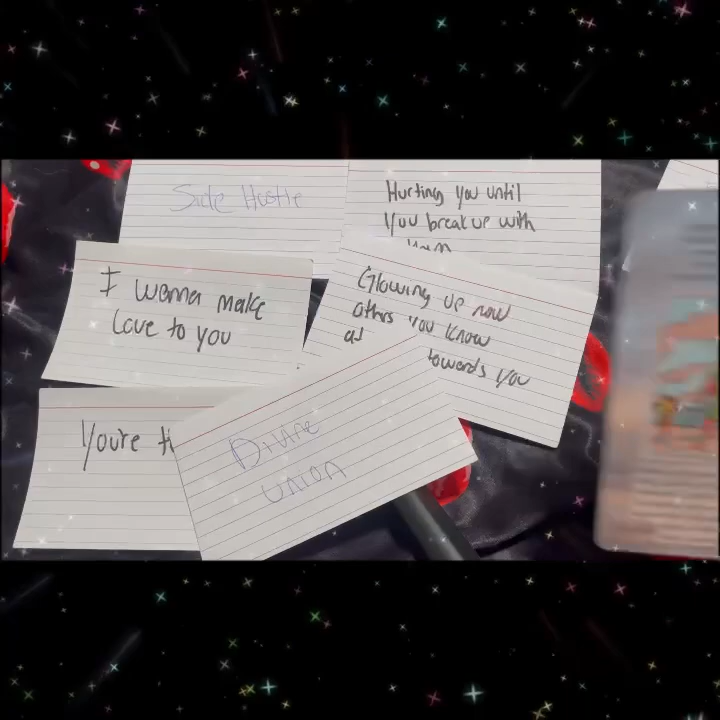 Side Hustle
Hurting you until
you break up with
them
I wanna make
love to you
Glowing up now
others you know
towards you
You're
Divine
union